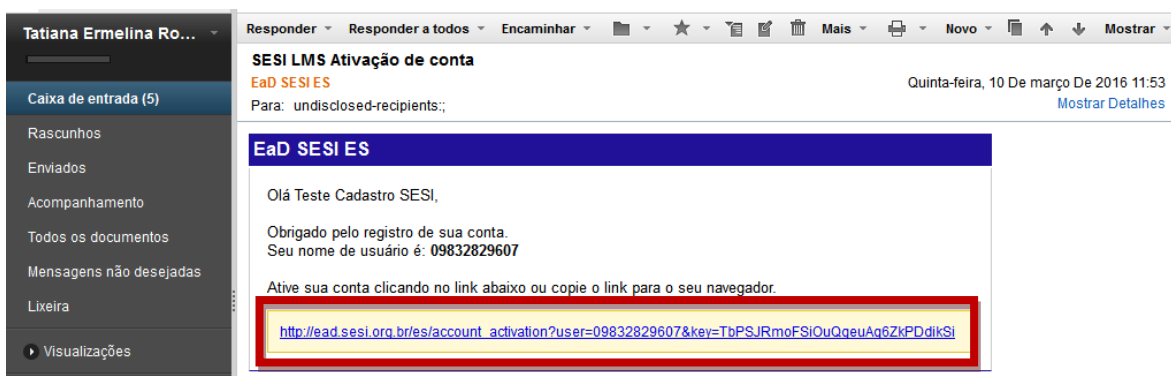 Tatiana Ermelina Ro...
Caixa de entrada (5)
Rascunhos
Enviados
Acompanhamento
Todos os documentos
Mensagens não desejadas
Lixeira
Visualizações
Responder Responder a todos Encaminhar Mais Novo Mostrar
SESI LMS Ativação de conta
EaD SESI ES
Quinta-feira, 10 De março De 2016 11:53
Para: undisclosed-recipients:;
Mostrar Detalhes
EaD SESI ES
Olá Teste Cadastro SESI,
Obrigado pelo registro de sua conta.
Seu nome de usuário é: 09832829607
Ative sua conta clicando no link abaixo ou copie o link para o seu navegador.
http://ead.sesi.org.br/es/account_activation?user=09832829607&key=TbPSJRmoFSiOuQqeuAq6ZkPDdikSi